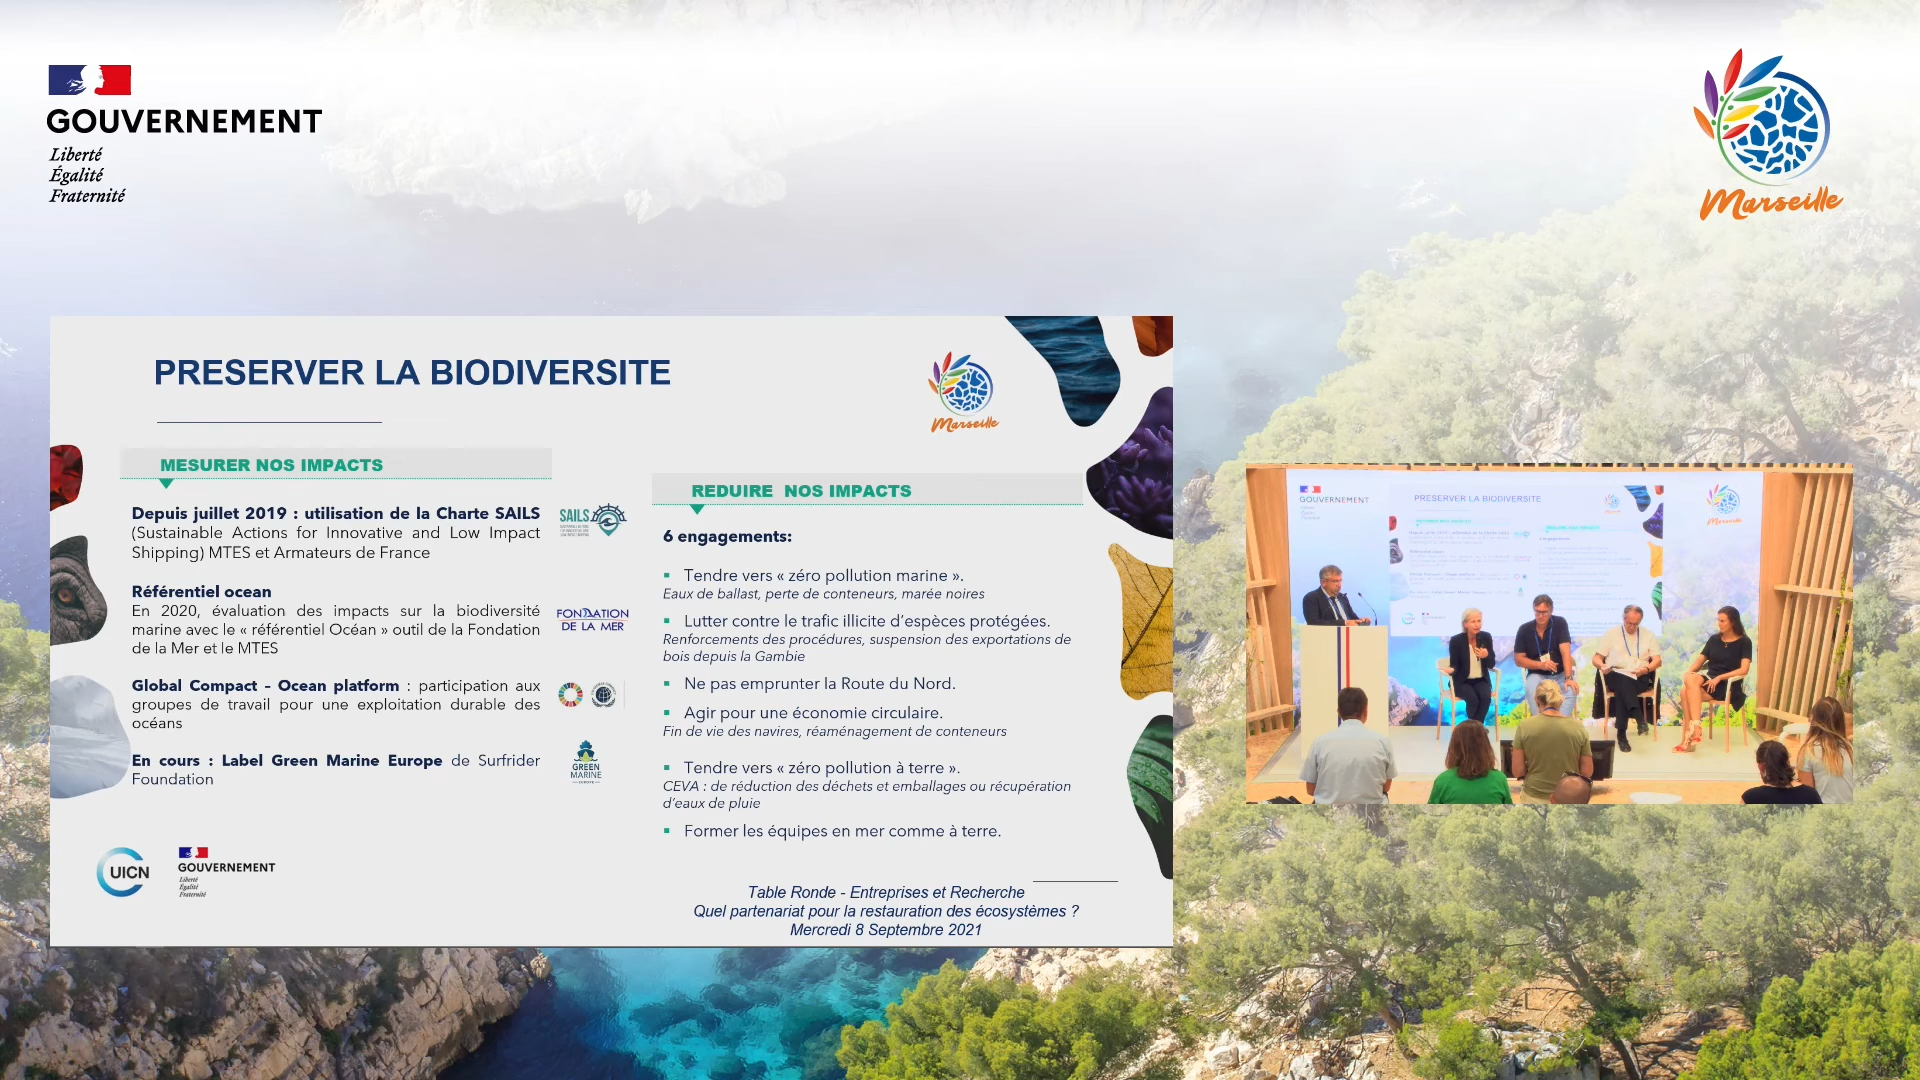 GOUVERNEMENT
Liberté
Égalité
Fraternité
Marseille
PRESERVER LA BIODIVERSITE
Marseille
MESURER NOS IMPACTS
Depuis juillet 2019 : utilisation de la Charte SAILS
(Sustainable Actions for Innovative and Low Impact
Shipping) MTES et Armateurs de France
SAILS
Référentiel ocean
En 2020, évaluation des impacts sur la biodiversité
marine avec le « référentiel Océan » outil de la Fondation
de la Mer et le MTES
FONDATION
DE LA MER
Global Compact – Ocean platform : participation aux
groupes de travail pour une exploitation durable des
océans
En cours : Label Green Marine Europe de Surfrider
Foundation
GREEN
MARINE
EUROPE
REDUIRE NOS IMPACTS
6 engagements:
▪ Tendre vers « zéro pollution marine ».
Eaux de ballast, perte de conteneurs, marée noires
▪ Lutter contre le trafic illicite d’espèces protégées.
Renforcements des procédures, suspension des exportations de
bois depuis la Gambie
▪ Ne pas emprunter la Route du Nord.
▪ Agir pour une économie circulaire.
Fin de vie des navires, réaménagement de conteneurs
▪ Tendre vers « zéro pollution à terre ».
CEVA : de réduction des déchets et emballages ou récupération
d’eaux de pluie
▪ Former les équipes en mer comme à terre.
UICN
GOUVERNEMENT
Liberté
Égalité
Fraternité
Table Ronde - Entreprises et Recherche
Quel partenariat pour la restauration des écosystèmes ?
Mercredi 8 Septembre 2021
GOUVERNEMENT
PRESERVER LA BIODIVERSITE
Marseille